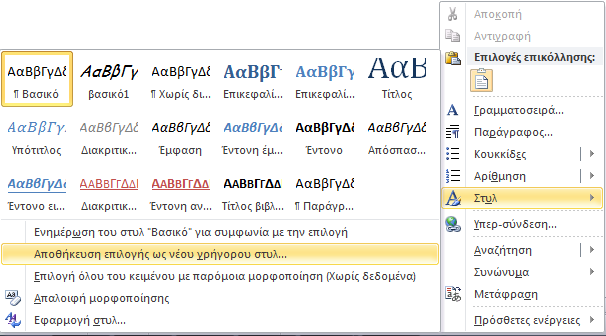 Αποκοπή
Αντιγραφή
Επιλογές επικόλλησης:
Γραμματοσειρά...
Παράγραφος...
Κουκκίδες
Αρίθμηση
Στυλ
Υπερ-σύνδεση...
Αναζήτηση
Συνώνυμα
Μετάφραση
Πρόσθετες ενέργειες
ΑαΒβΓγΔδ ΑαΒβΓγ ΑαΒβΓγΔδ ΑαΒβΓγ ΑαΒβΓγΔ ΑαΒ
¶ Βασικό βασικό1 ¶ Χωρίς δι... Επικεφαλί... Επικεφαλί... Τίτλος
ΑαΒβΓγ. ΑαΒβΓγΔδ ΑαΒβΓγΔδ ΑαΒβΓγΔδ ΑαΒβΓγΔδ ΑαΒβΓγΔδ
Υπότιτλος Διακριτικ... Έμφαση Έντονη έμ... Έντονο Απόσπασ...
ΑαΒβΓγΔδ ΑΑΒΒΓΓΔΔ ΑΑΒΒΓΓΔΔ ΑΑΒΒΓΓΔΔ ΑαΒβΓγΔδ
Έντονο ει... Διακριτικ... Έντονη αν... Τίτλος βιβλ... ¶ Παράγρ...
Ενημέρωση του στυλ "Βασικό" για συμφωνία με την επιλογή
Αποθήκευση επιλογής ως νέου γρήγορου στυλ...
Επιλογή όλου του κειμένου με παρόμοια μορφοποίηση (Χωρίς δεδομένα)
Απαλοιφή μορφοποίησης
Εφαρμογή στυλ...